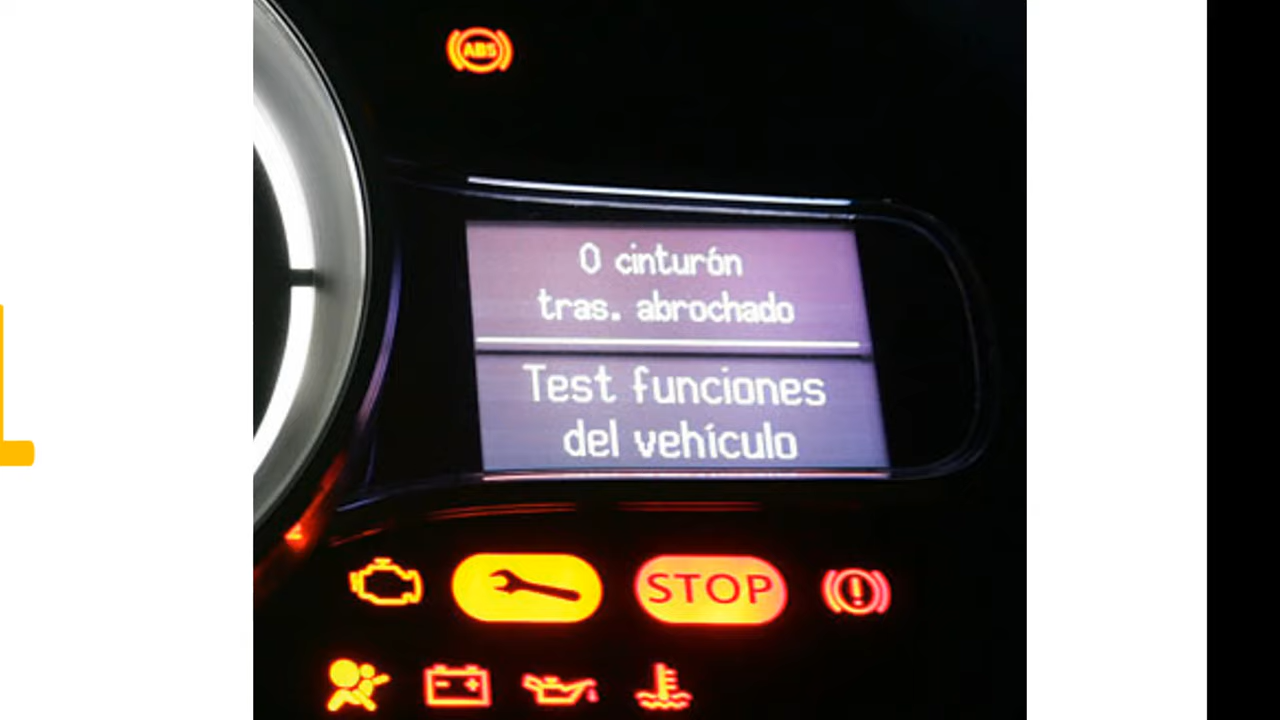 ABS
0 cinturón
tras. abrochado
Test funciones
del vehículo
STOP